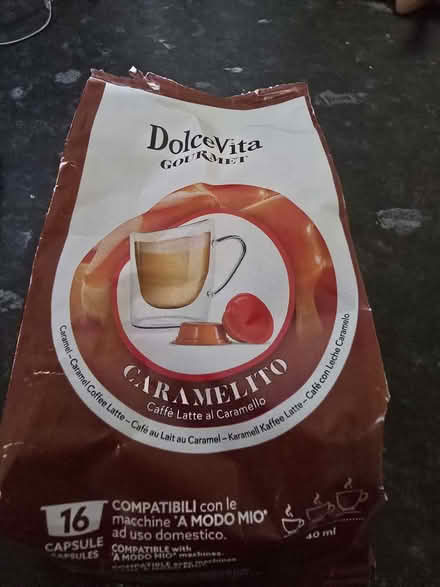 DolceVita
GOURMET
CARAMELITO
Caffè Latte al Caramello
Caramel – Caramel Coffee Latte – Café au Lait au Caramel – Karamell Kaffee Latte – Café con Leche Caramelo
16
CAPSULE
CAPSULES
COMPATIBILI con le
macchine "A MODO MIO"
ad uso domestico.
COMPATIBLE with
"A MODO MIO" machines.
40 ml